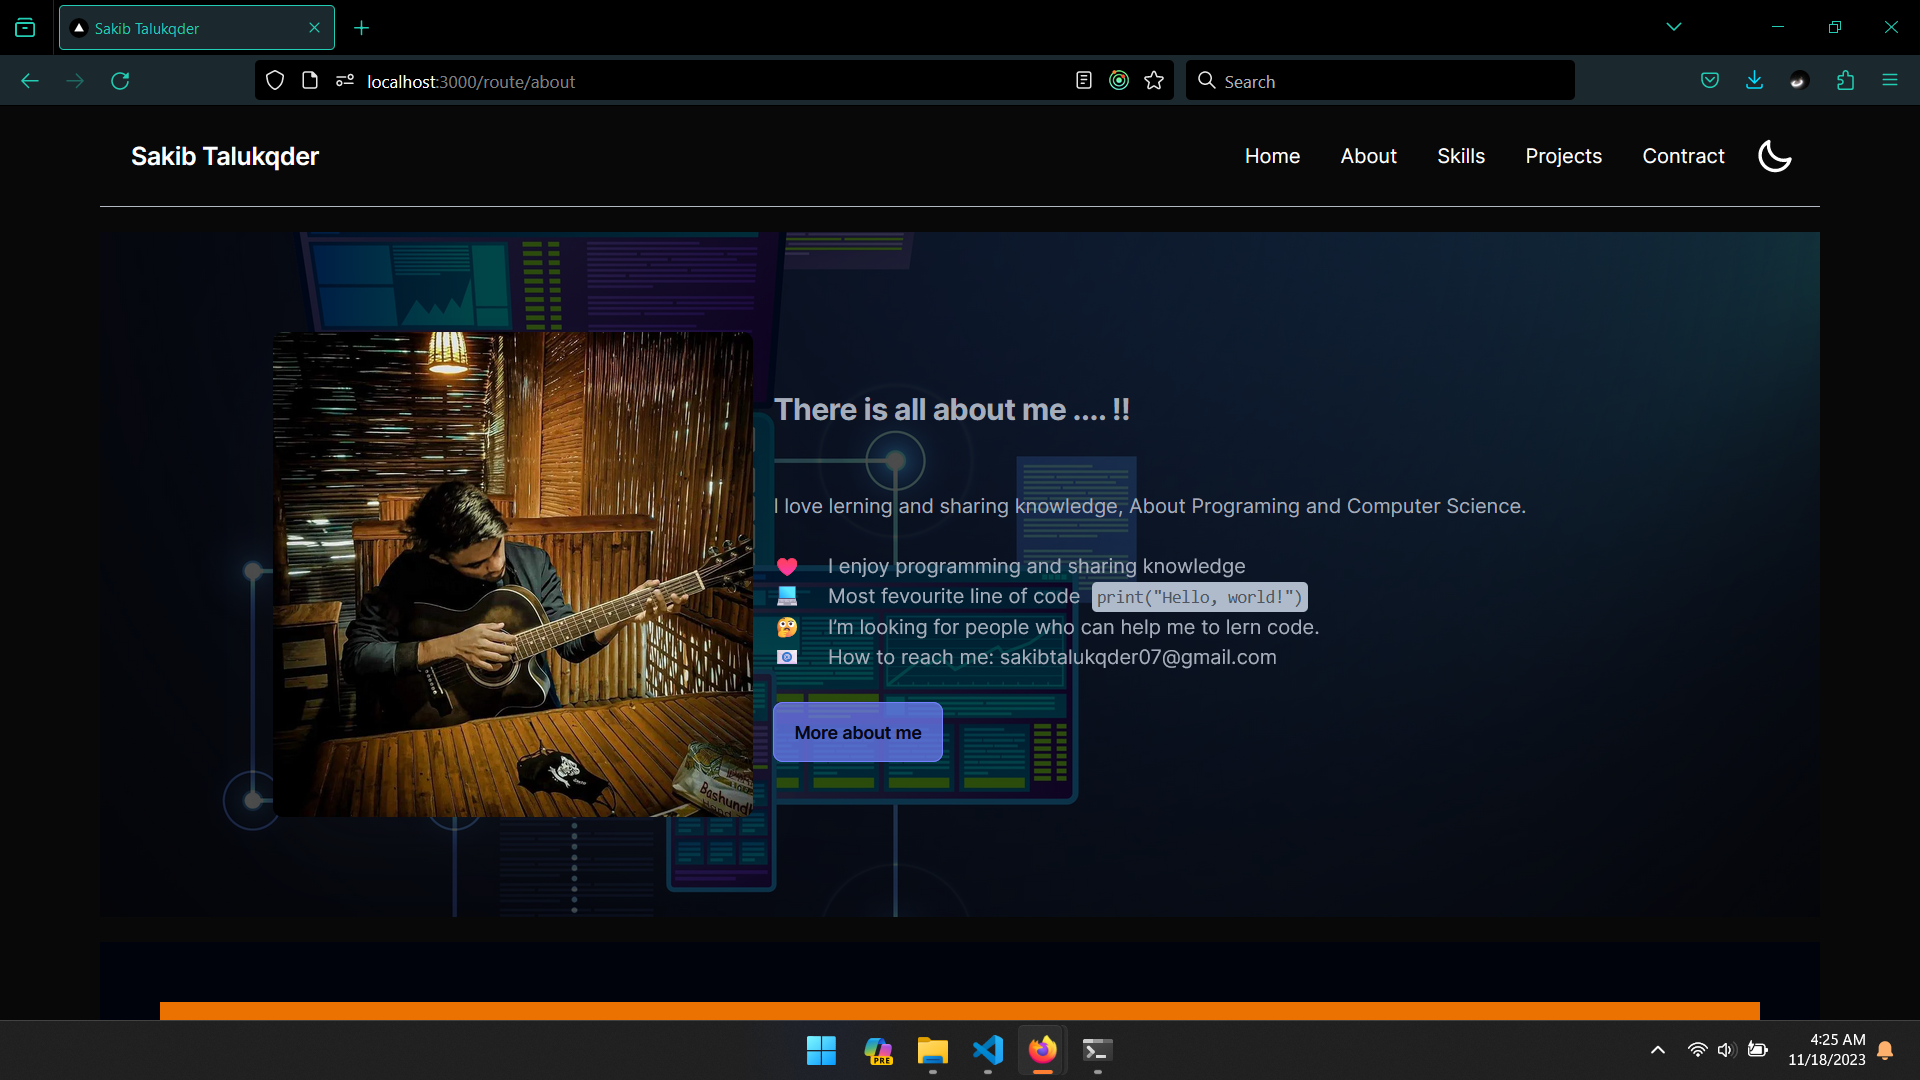 Sakib Talukqder
localhost:3000/route/about
Search
Sakib Talukqder
Home
About
Skills
Projects
Contract
There is all about me .... !!
I love lerning and sharing knowledge, About Programing and Computer Science.
I enjoy programming and sharing knowledge
Most fevourite line of code print("Hello, world!")
I’m looking for people who can help me to lern code.
How to reach me: sakibtalukqder07@gmail.com
More about me
PRE
4:25 AM
11/18/2023